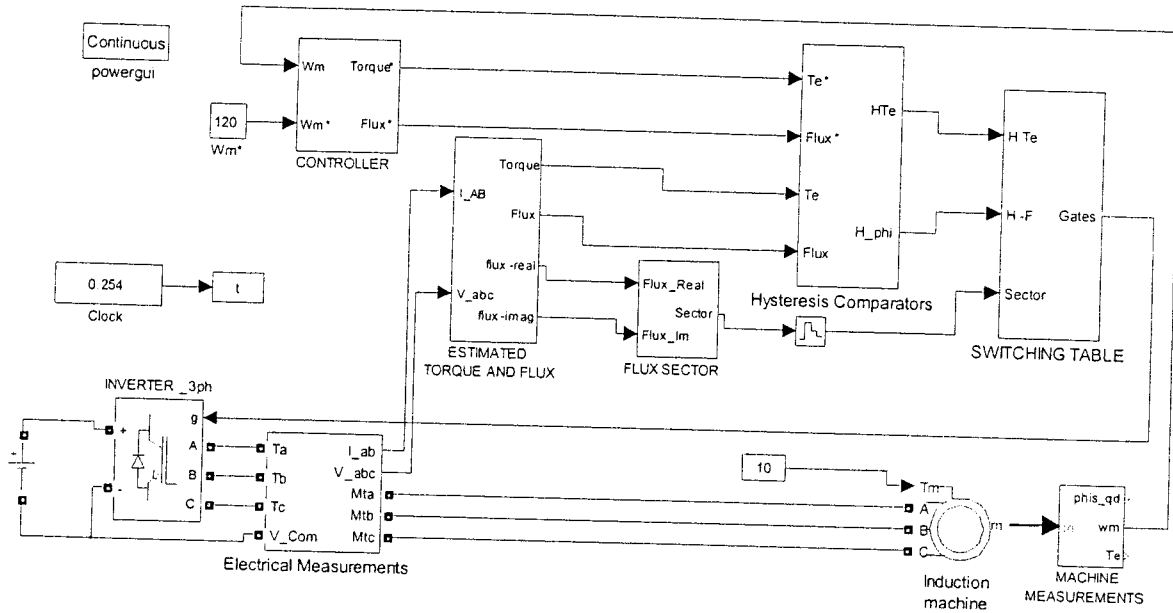 Continuous
powergui
Wm
Torque*
120
Wm*
Flux*
Wm*
CONTROLLER
Te*
HTe
Flux*
Te
H_phi
Flux
Hysteresis Comparators
H Te
H -F
Gates
Sector
SWITCHING TABLE
Torque
I_AB
Flux
flux -real
V_abc
flux -imag
ESTIMATED
TORQUE AND FLUX
Flux_Real
Sector
Flux_Im
FLUX SECTOR
0.254
t
Clock
INVERTER _3ph
+
g
A
B
-
C
+
Ta
I_ab
V_abc
Tb
Mta
Tc
Mtb
V_Com
Mtc
Electrical Measurements
10
Tm
A
B
m
C
Induction
machine
phis_qd
m
wm
Te
MACHINE
MEASUREMENTS